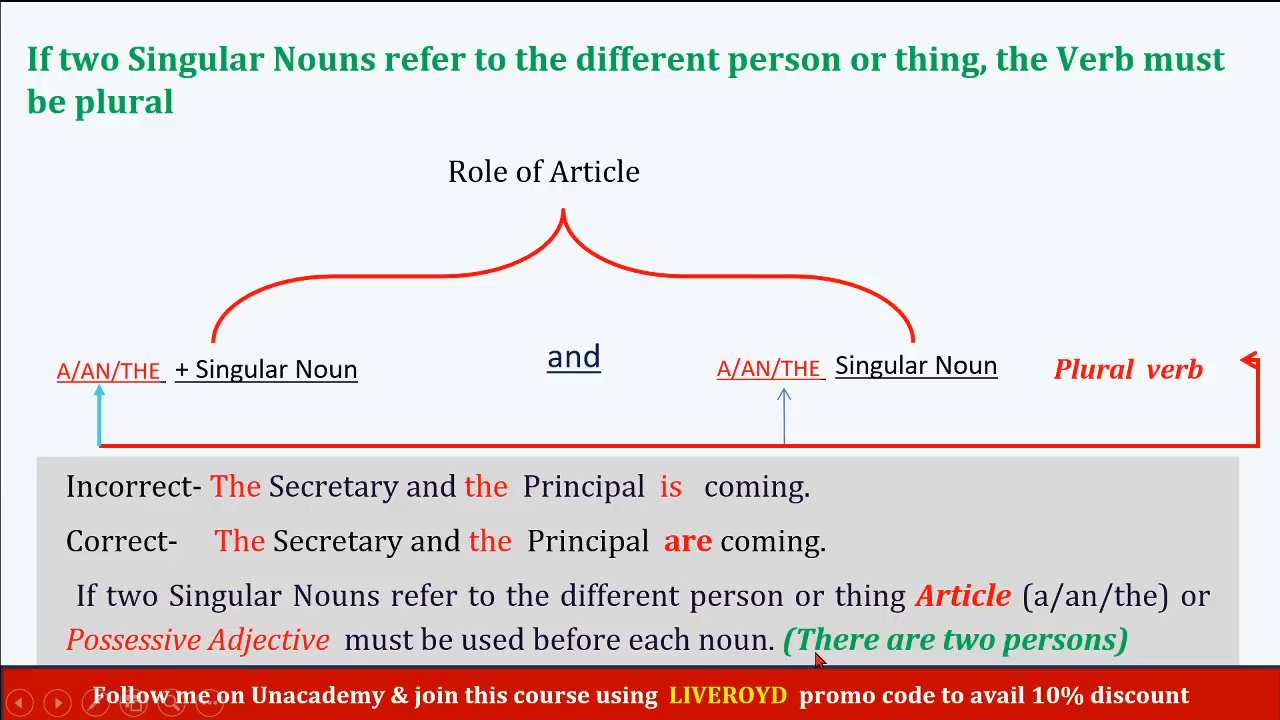 If two Singular Nouns refer to the different person or thing, the Verb must
be plural
Role of Article
A/AN/THE + Singular Noun and A/AN/THE Singular Noun Plural verb
Incorrect- The Secretary and the Principal is coming.
Correct- The Secretary and the Principal are coming.
If two Singular Nouns refer to the different person or thing Article (a/an/the) or
Possessive Adjective must be used before each noun. (There are two persons)
Follow me on Unacademy & join this course using LIVEROYD promo code to avail 10% discount